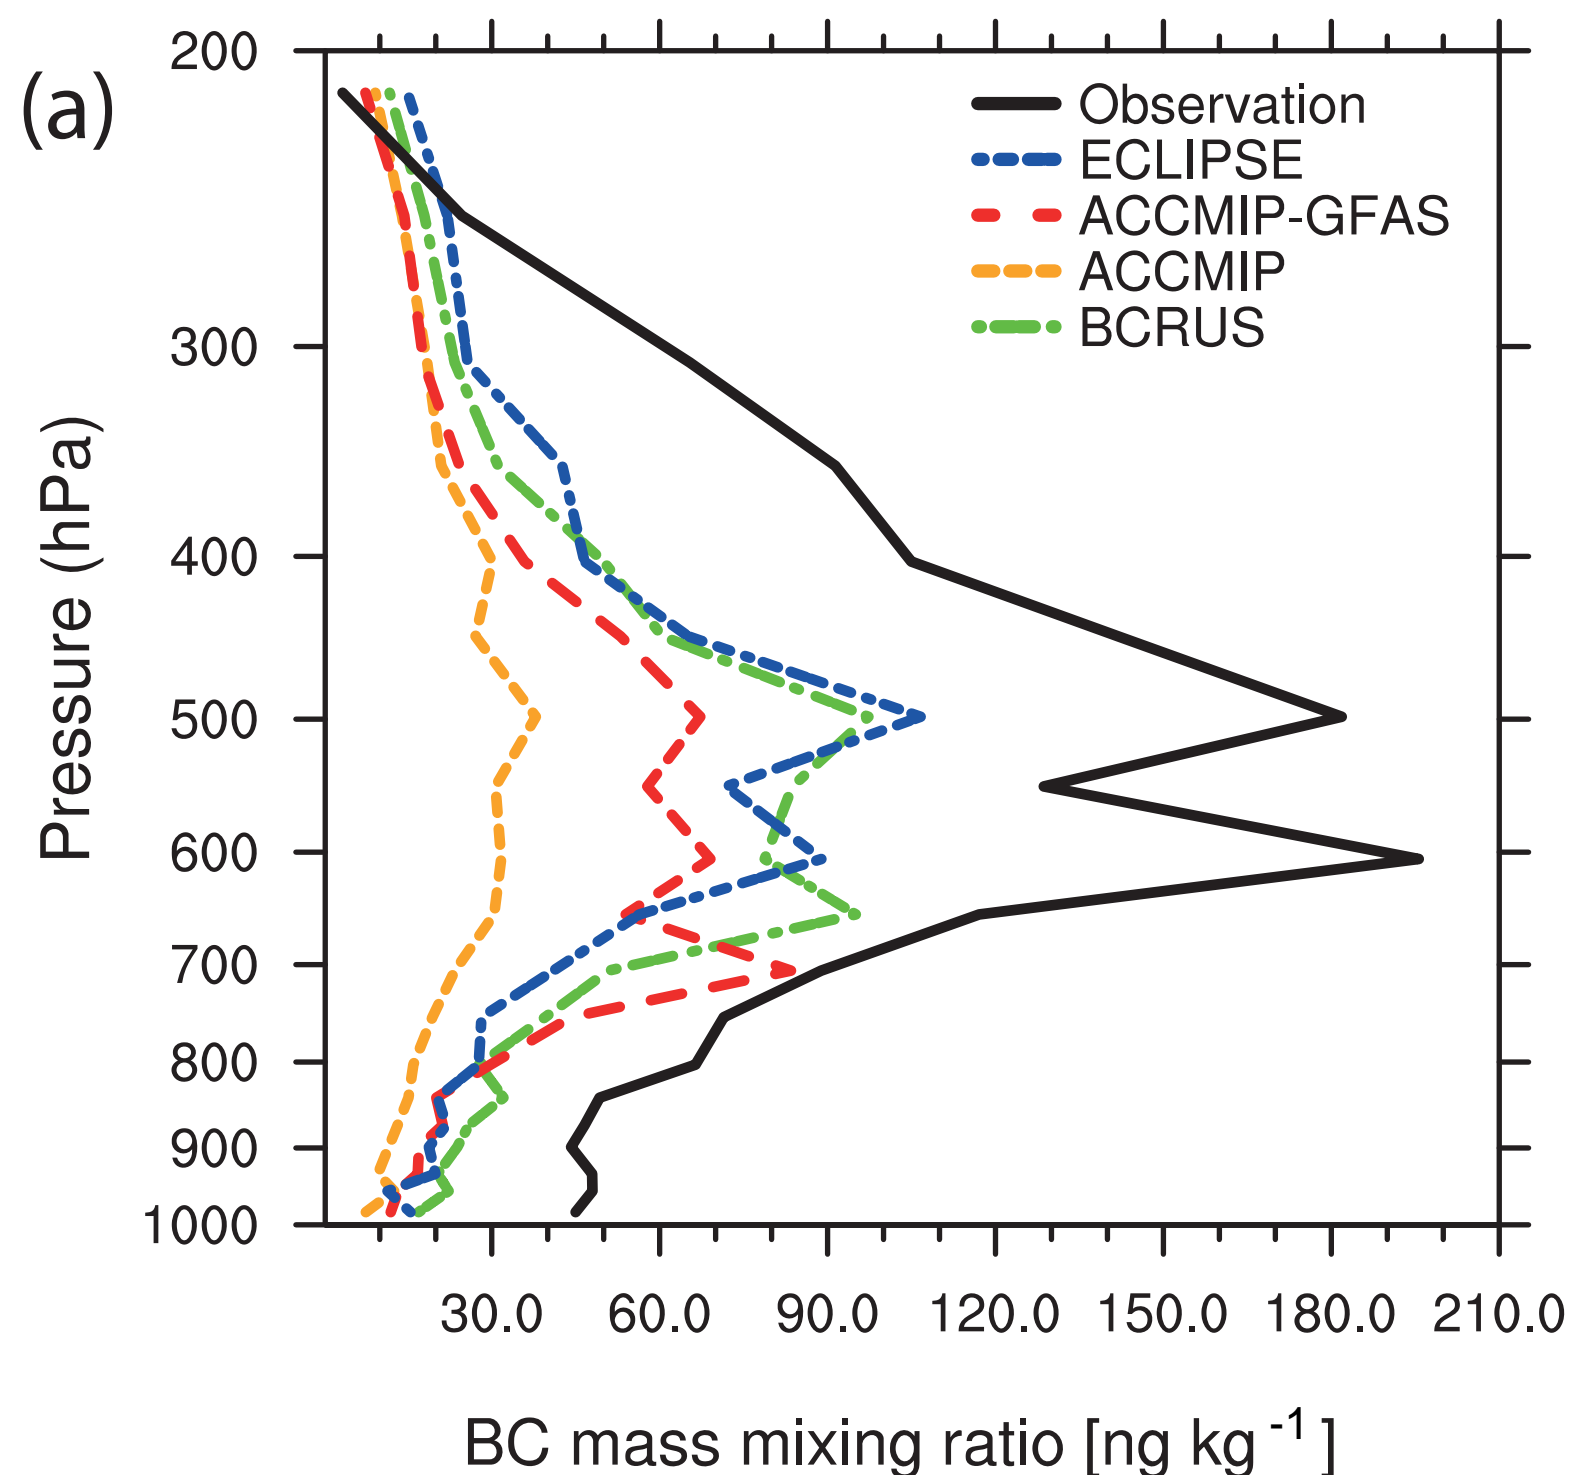 (a)
200
300
400
500
600
700
800
900
1000
Pressure (hPa)
Observation
ECLIPSE
ACCMIP-GFAS
ACCMIP
BCRUS
30.0 60.0 90.0 120.0 150.0 180.0 210.0
BC mass mixing ratio [ng kg⁻¹]